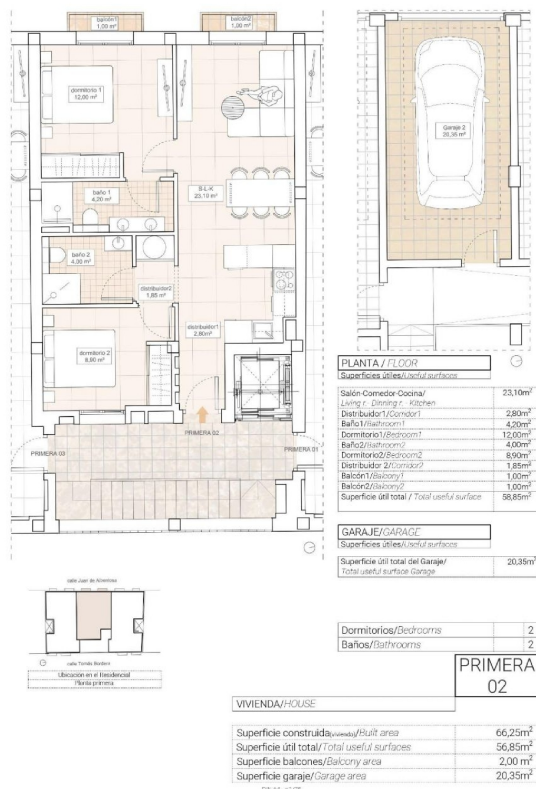 balcón1
1,00 m²
balcón2
1,00 m²
dormitorio 1
12,00 m²
S-L-K
23,10 m²
baño 1
4,20 m²
baño 2
4,00 m²
distribuidor2
1,85 m²
distribuidor1
2,80m²
dormitorio 2
8,90 m²
PRIMERA 02
PRIMERA 03
PRIMERA 01
Garaje 2
20,35 m²
PLANTA / FLOOR
Superficies útiles/Useful surfaces
Salón-Comedor-Cocina/ 23,10m²
Living r.- Dinning r.- Kitchen
Distribuidor1/Corridor1 2,80m²
Baño1/Bathroom1 4,20m²
Dormitorio1/Bedroom1 12,00m²
Baño2/Bathroom2 4,00m²
Dormitorio2/Bedroom2 8,90m²
Distribuidor 2/Corridor2 1,85m²
Balcón1/Balcony1 1,00m²
Balcón2/Balcony2 1,00m²
Superficie útil total / Total useful surface 58,85m²
GARAJE/GARAGE
Superficies útiles/Useful surfaces
Superficie útil total del Garaje/ 20,35m²
Total useful surface Garage
calle Juan de
calle Tomás
Ubicación en el Residencial
Planta primera
Dormitorios/Bedrooms 2
Baños/Bathrooms 2
PRIMERA
02
VIVIENDA/HOUSE
Superficie construida(vivienda)/Built area 66,25m²
Superficie útil total/Total useful surfaces 56,85m²
Superficie balcones/Balcony area 2,00 m²
Superficie garaje/Garage area 20,35m²